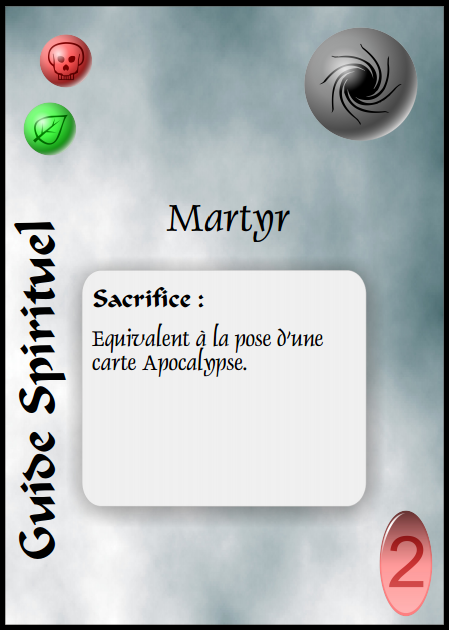 Martyr
Guide Spirituel
Sacrifice :
Equivalent à la pose d'une
carte Apocalypse.
2